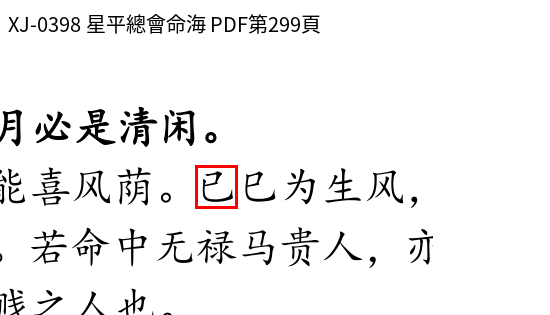 XJ-0398 星平總會命海 PDF第299頁
月必是清闲。
能喜风荫。已巳为生风，
。若命中无禄马贵人，亦
贱之人也。